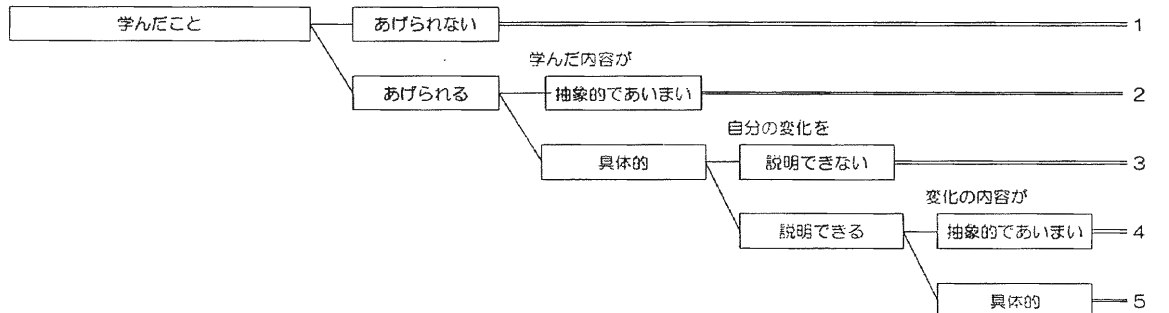 学んだこと
あげられない
1
学んだ内容が
あげられる
抽象的であいまい
2
自分の変化を
具体的
説明できない
3
変化の内容が
説明できる
抽象的であいまい
4
具体的
5